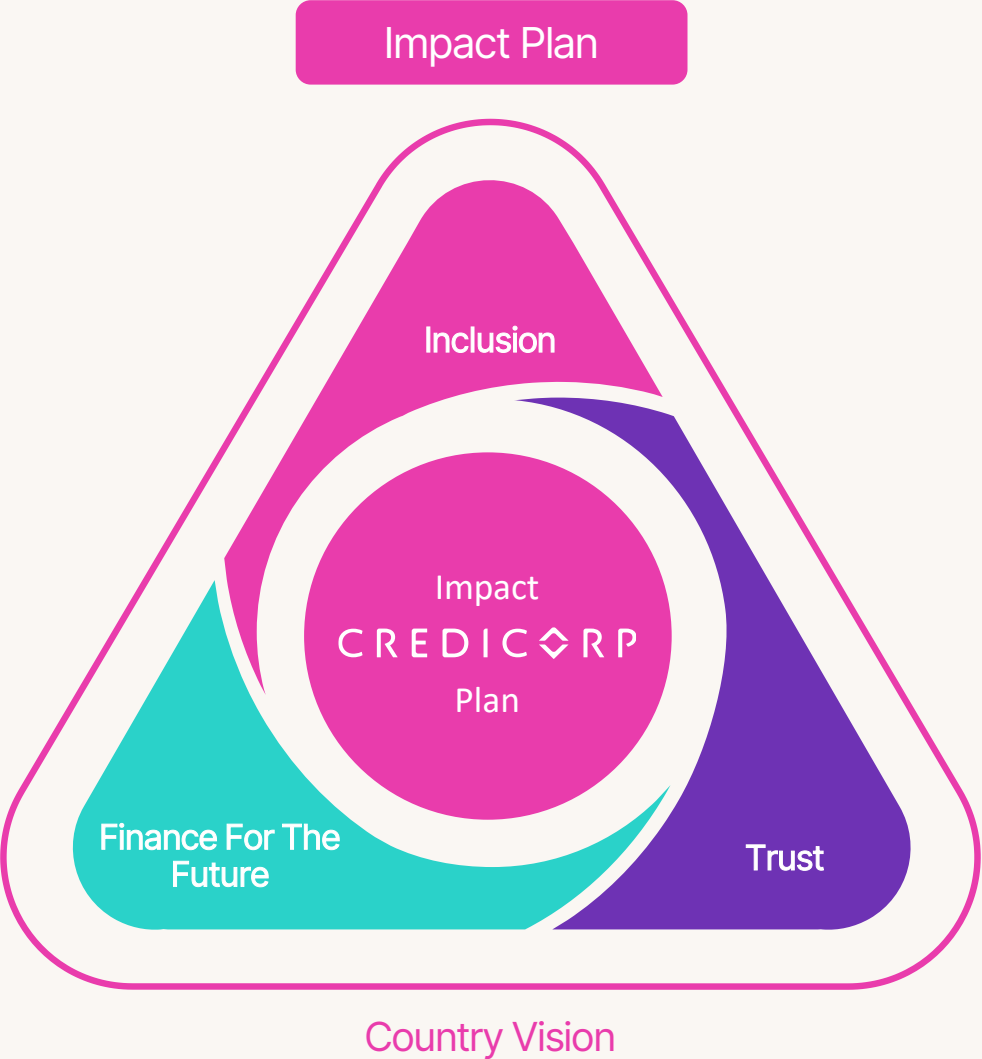 Impact Plan
Inclusion
Impact
CREDICORP
Plan
Finance For The
Future
Trust
Country Vision